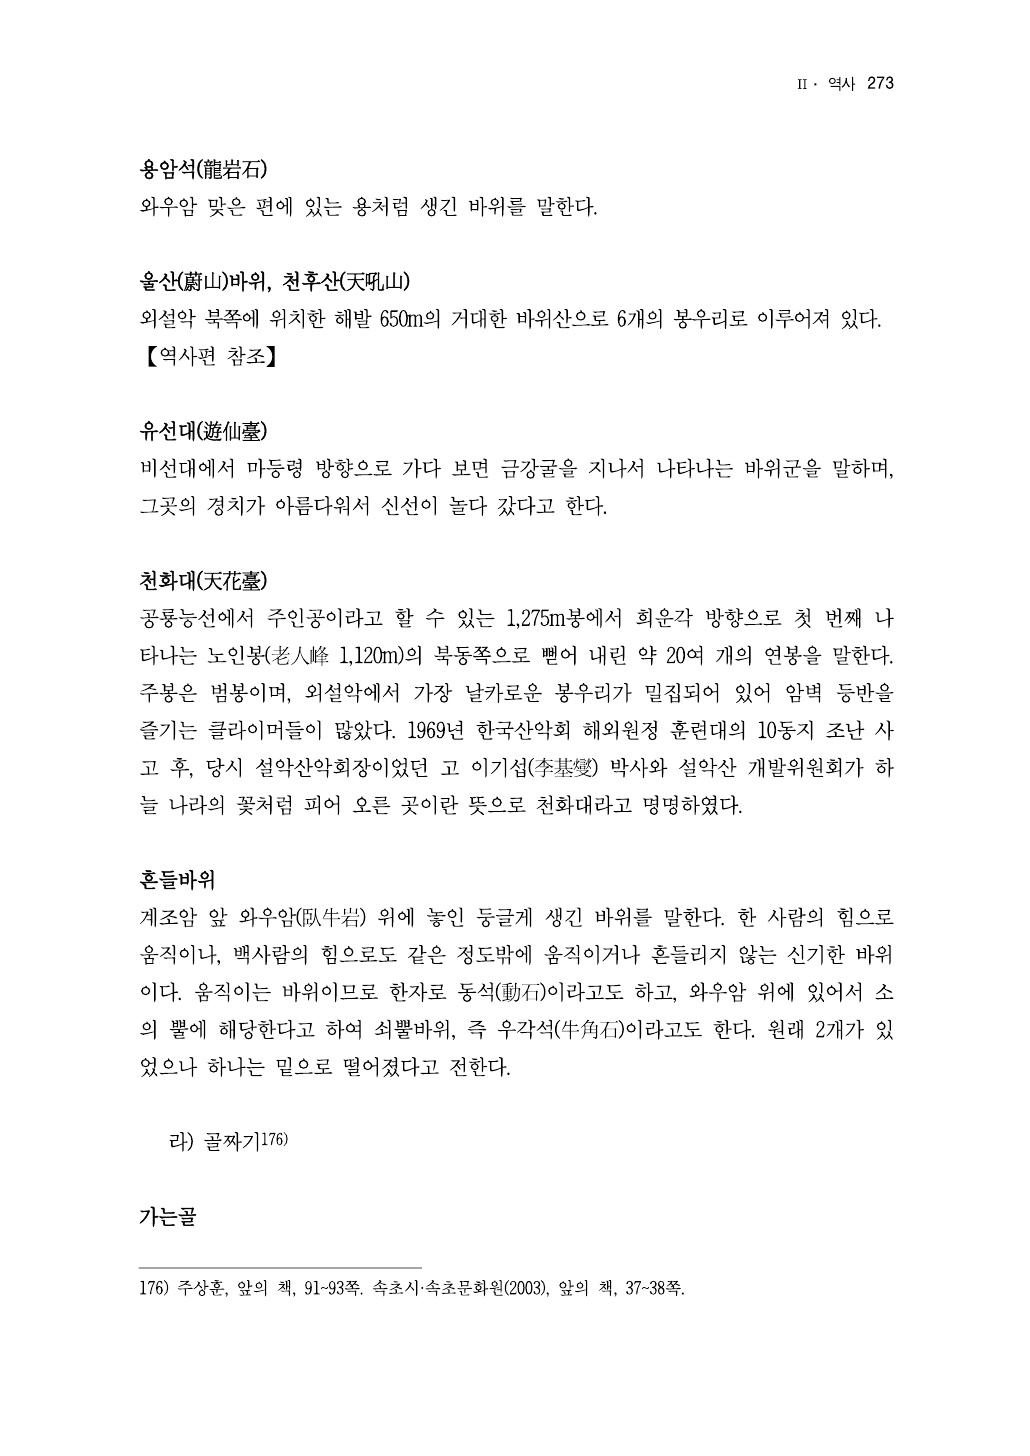 II · 역사 273
용암석(龍岩石)
와우암 맞은 편에 있는 용처럼 생긴 바위를 말한다.
울산(蔚山)바위, 천후산(天吼山)
외설악 북쪽에 위치한 해발 650m의 거대한 바위산으로 6개의 봉우리로 이루어져 있다.
【역사편 참조】
유선대(遊仙臺)
비선대에서 마등령 방향으로 가다 보면 금강굴을 지나서 나타나는 바위군을 말하며,
그곳의 경치가 아름다워서 신선이 놀다 갔다고 한다.
천화대(天花臺)
공룡능선에서 주인공이라고 할 수 있는 1,275m봉에서 희운각 방향으로 첫 번째 나
타나는 노인봉(老人峰 1,120m)의 북동쪽으로 뻗어 내린 약 20여 개의 연봉을 말한다.
주봉은 범봉이며, 외설악에서 가장 날카로운 봉우리가 밀집되어 있어 암벽 등반을
즐기는 클라이머들이 많았다. 1969년 한국산악회 해외원정 훈련대의 10동지 조난 사
고 후, 당시 설악산악회장이었던 고 이기섭(李基燮) 박사와 설악산 개발위원회가 하
늘 나라의 꽃처럼 피어 오른 곳이란 뜻으로 천화대라고 명명하였다.
흔들바위
계조암 앞 와우암(臥牛岩) 위에 놓인 둥글게 생긴 바위를 말한다. 한 사람의 힘으로
움직이나, 백사람의 힘으로도 같은 정도밖에 움직이거나 흔들리지 않는 신기한 바위
이다. 움직이는 바위이므로 한자로 동석(動石)이라고도 하고, 와우암 위에 있어서 소
의 뿔에 해당한다고 하여 쇠뿔바위, 즉 우각석(牛角石)이라고도 한다. 원래 2개가 있
었으나 하나는 밑으로 떨어졌다고 전한다.
라) 골짜기176)
가는골
176) 주상훈, 앞의 책, 91~93쪽. 속초시·속초문화원(2003), 앞의 책, 37~38쪽.